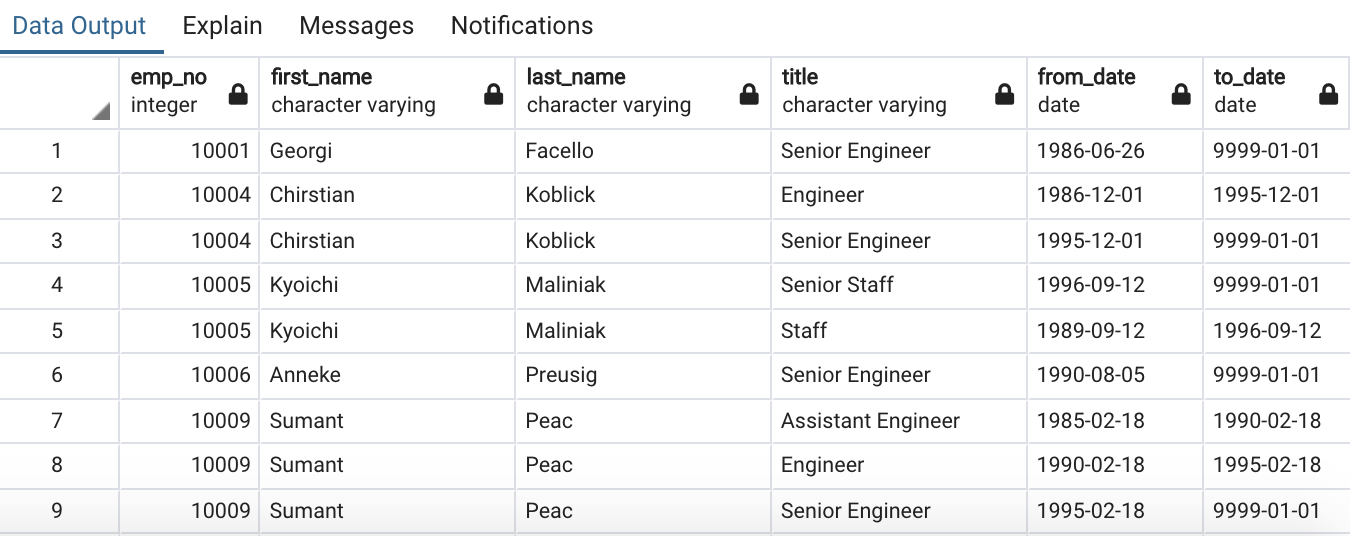 Data Output Explain Messages Notifications
emp_no first_name last_name title from_date to_date
integer character varying character varying character varying date date
1 10001 Georgi Facello Senior Engineer 1986-06-26 9999-01-01
2 10004 Chirstian Koblick Engineer 1986-12-01 1995-12-01
3 10004 Chirstian Koblick Senior Engineer 1995-12-01 9999-01-01
4 10005 Kyoichi Maliniak Senior Staff 1996-09-12 9999-01-01
5 10005 Kyoichi Maliniak Staff 1989-09-12 1996-09-12
6 10006 Anneke Preusig Senior Engineer 1990-08-05 9999-01-01
7 10009 Sumant Peac Assistant Engineer 1985-02-18 1990-02-18
8 10009 Sumant Peac Engineer 1990-02-18 1995-02-18
9 10009 Sumant Peac Senior Engineer 1995-02-18 9999-01-01